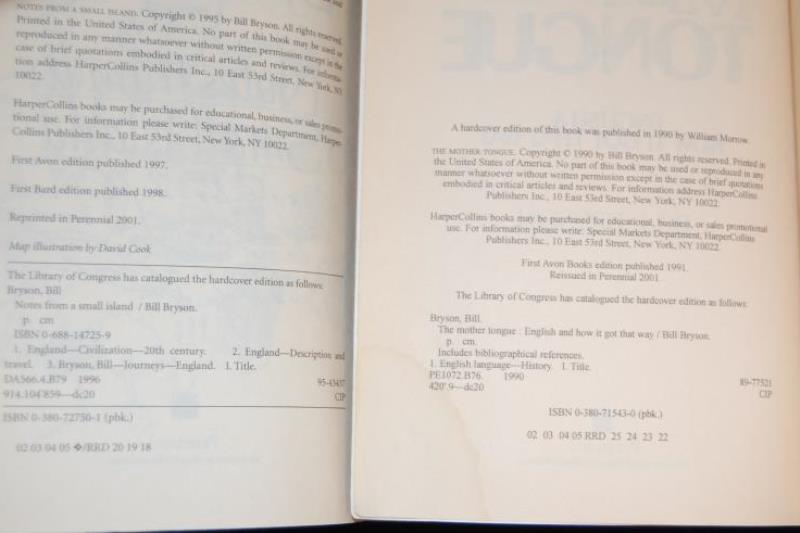 NOTES FROM A SMALL ISLAND. Copyright © 1995 by Bill Bryson. All rights reserved.
Printed in the United States of America. No part of this book may be used or
reproduced in any manner whatsoever without written permission except in the
case of brief quotations embodied in critical articles and reviews. For informa-
tion address HarperCollins Publishers Inc., 10 East 53rd Street, New York, NY
10022.
HarperCollins books may be purchased for educational, business, or sales promo-
tional use. For information please write: Special Markets Department, Harper-
Collins Publishers Inc., 10 East 53rd Street, New York, NY 10022.
First Avon edition published 1997.
First Bard edition published 1998.
Reprinted in Perennial 2001.
Map illustration by David Cook
The Library of Congress has catalogued the hardcover edition as follows:
Bryson, Bill
Notes from a small island / Bill Bryson.
p. cm
ISBN 0-688-14725-9
1. England—Civilization—20th century. 2. England—Description and
travel. 3. Bryson, Bill—Journeys—England. I. Title.
DA566.4.B79 1996 95-43437
914.104'859—dc20 CIP
ISBN 0-380-72750-1 (pbk.)
02 03 04 05 ❖/RRD 20 19 18
A hardcover edition of this book was published in 1990 by William Morrow.
THE MOTHER TONGUE. Copyright © 1990 by Bill Bryson. All rights reserved. Printed in
the United States of America. No part of this book may be used or reproduced in any
manner whatsoever without written permission except in the case of brief quotations
embodied in critical articles and reviews. For information address HarperCollins
Publishers Inc., 10 East 53rd Street, New York, NY 10022.
HarperCollins books may be purchased for educational, business, or sales promotional
use. For information please write: Special Markets Department, HarperCollins
Publishers Inc., 10 East 53rd Street, New York, NY 10022.
First Avon Books edition published 1991.
Reissued in Perennial 2001.
The Library of Congress has catalogued the hardcover edition as follows:
Bryson, Bill.
The mother tongue : English and how it got that way / Bill Bryson.
p. cm.
Includes bibliographical references.
1. English language—History. I. Title.
PE1072.B76. 1990 89-77521
420'.9—dc20 CIP
ISBN 0-380-71543-0 (pbk.)
02 03 04 05 RRD 25 24 23 22